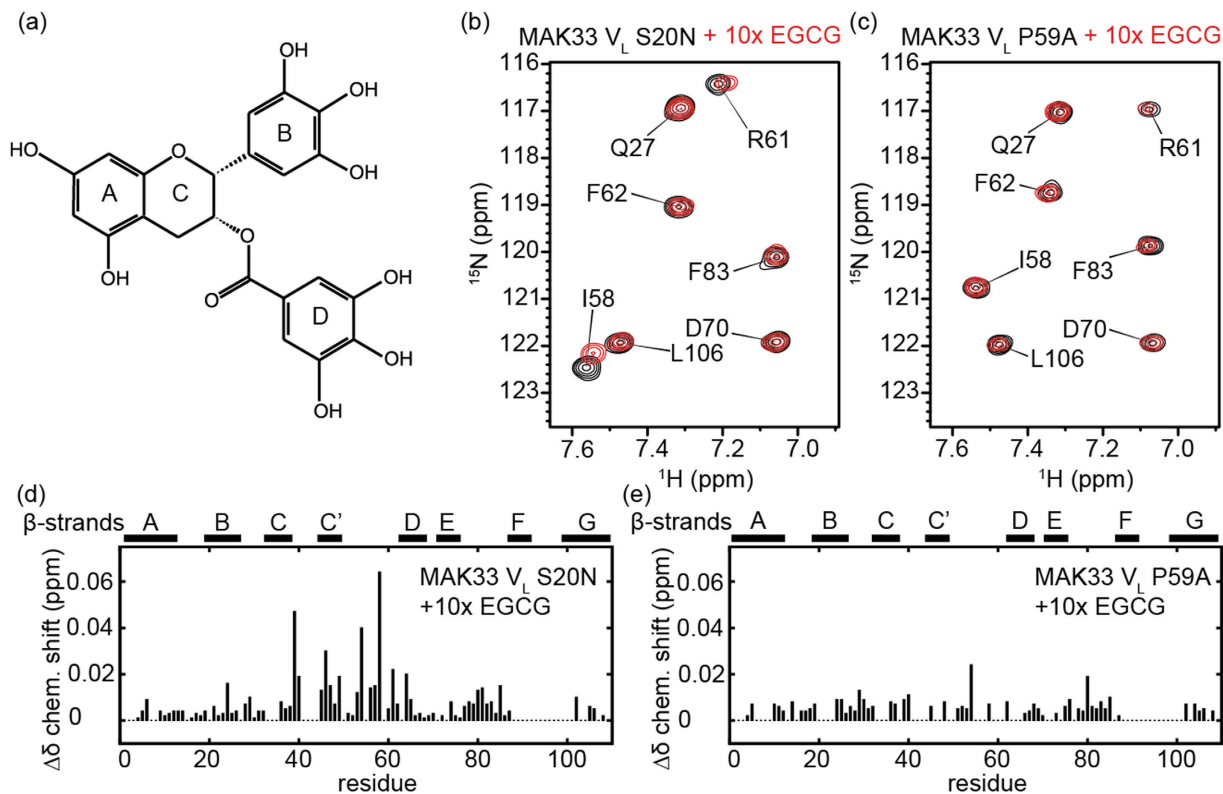 (a)
OH
OH
B
OH
HO
O
A
C
OH
O
O
D
OH
OH
OH
(b)
MAK33 VL S20N + 10x EGCG
116
117
118
119
120
121
122
123
15N (ppm)
Q27
R61
F62
F83
I58
D70
L106
7.6 7.4 7.2 7.0
1H (ppm)
(c)
MAK33 VL P59A + 10x EGCG
116
117
118
119
120
121
122
123
15N (ppm)
Q27
R61
F62
I58
F83
D70
L106
7.6 7.4 7.2 7.0
1H (ppm)
(d)
β-strands A B C C' D E F G
MAK33 VL S20N
+10x EGCG
0.06
0.04
0.02
0
Δδ chem. shift (ppm)
0 20 40 60 80 100
residue
(e)
β-strands A B C C' D E F G
MAK33 VL P59A
+10x EGCG
0.06
0.04
0.02
0
Δδ chem. shift (ppm)
0 20 40 60 80 100
residue